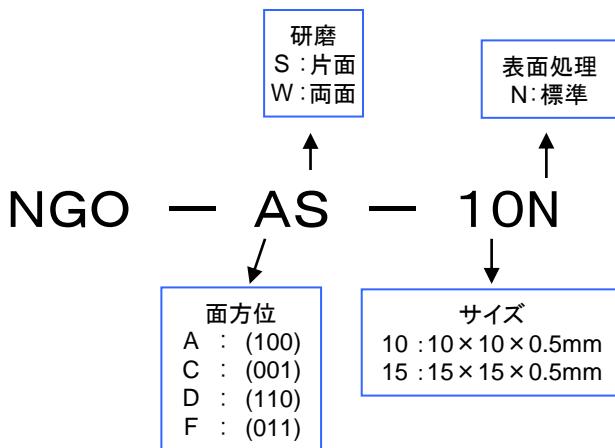 研磨
S：片面
W：両面
表面処理
N：標準
NGO － AS － 10N
面方位
A ： (100)
C ： (001)
D ： (110)
F ： (011)
サイズ
10：10×10×0.5mm
15：15×15×0.5mm